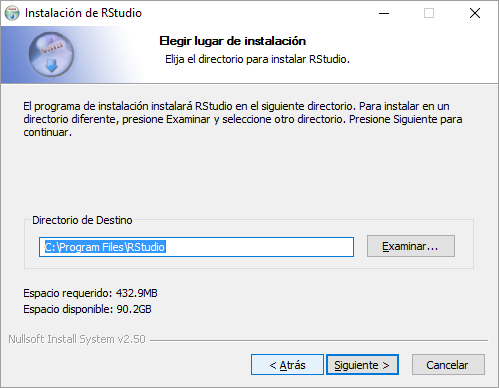 Instalación de RStudio
Elegir lugar de instalación
Elija el directorio para instalar RStudio.
El programa de instalación instalará RStudio en el siguiente directorio. Para instalar en un
directorio diferente, presione Examinar y seleccione otro directorio. Presione Siguiente para
continuar.
Directorio de Destino
C:\Program Files\RStudio
Examinar...
Espacio requerido: 432.9MB
Espacio disponible: 90.2GB
Nullsoft Install System v2.50
< Atrás
Siguiente >
Cancelar